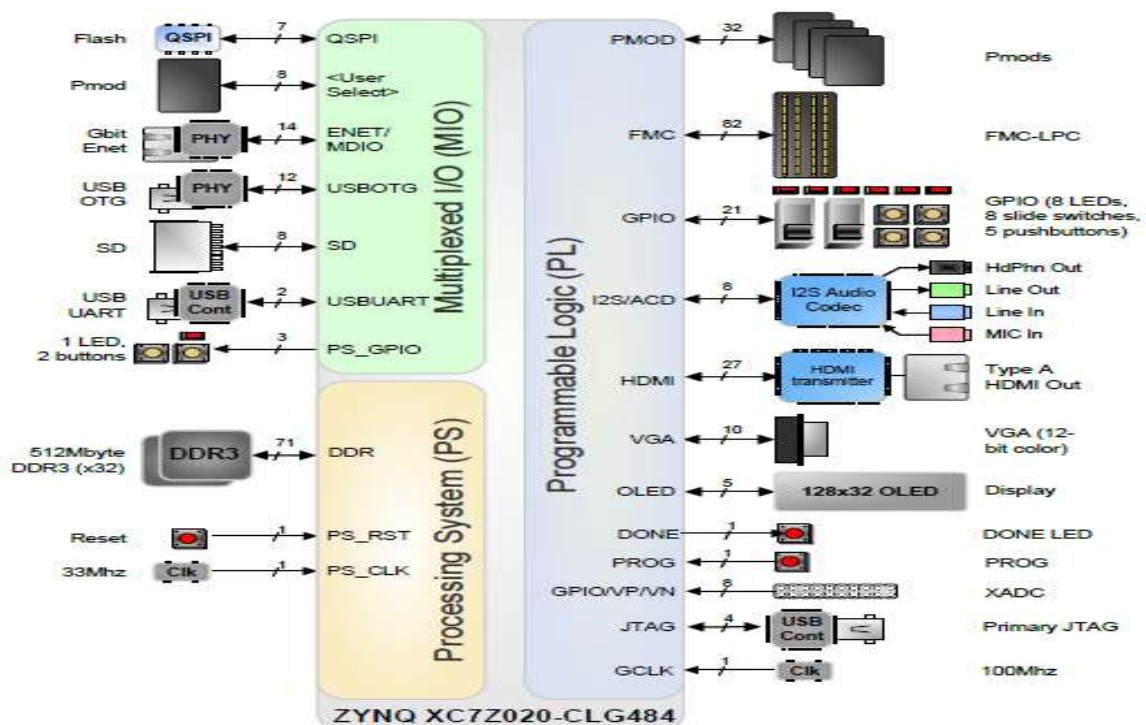 Flash
QSPI
7
QSPI
Pmod
8
<User
Select>
Gbit
Enet
PHY
14
ENET/
MDIO
USB
OTG
PHY
12
USBOTG
SD
8
SD
USB
UART
USB
Cont
2
USBUART
1 LED,
2 buttons
3
PS_GPIO
Multiplexed I/O (MIO)
512Mbyte
DDR3 (x32)
DDR3
71
DDR
Reset
1
PS_RST
33Mhz
Clk
1
PS_CLK
Processing System (PS)
Programmable Logic (PL)
PMOD
32
Pmods
FMC
82
FMC-LPC
GPIO
21
GPIO (8 LEDs,
8 slide switches,
5 pushbuttons)
I2S/ACD
8
I2S Audio
Codec
HdPhn Out
Line Out
Line In
MIC In
HDMI
27
HDMI
transmitter
Type A
HDMI Out
VGA
10
VGA (12-
bit color)
OLED
5
128x32 OLED
Display
DONE
1
DONE LED
PROG
1
PROG
GPIO/VP/VN
8
XADC
JTAG
4
USB
Cont
Primary JTAG
GCLK
1
Clk
100Mhz
ZYNQ XC7Z020-CLG484